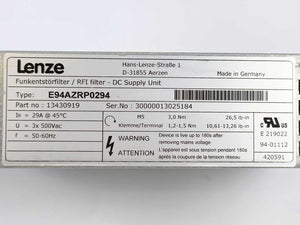 Lenze
Hans-Lenze-Straße 1
D-31855 Aerzen
Funkentstörfilter / RFI filter - DC Supply Unit
Type E94AZRP0294
Part No : 13430919 Ser.No: 30000013025184
IN = 29A @ 45°C
U = 3x 500Vac
f = 50-60Hz
M5 3,0 Nm 26,5 lb-in
Klemme/Terminal 1,2-1,5 Nm 10,61-13,26 lb-in
WARNING Device is live up to 180s after
removing mains voltage
AVERTISSEMENT
L'appareil est sous tension pendant 180s
après la coupure de la tension réseau
c UL US
E 219022
94-01112
420591